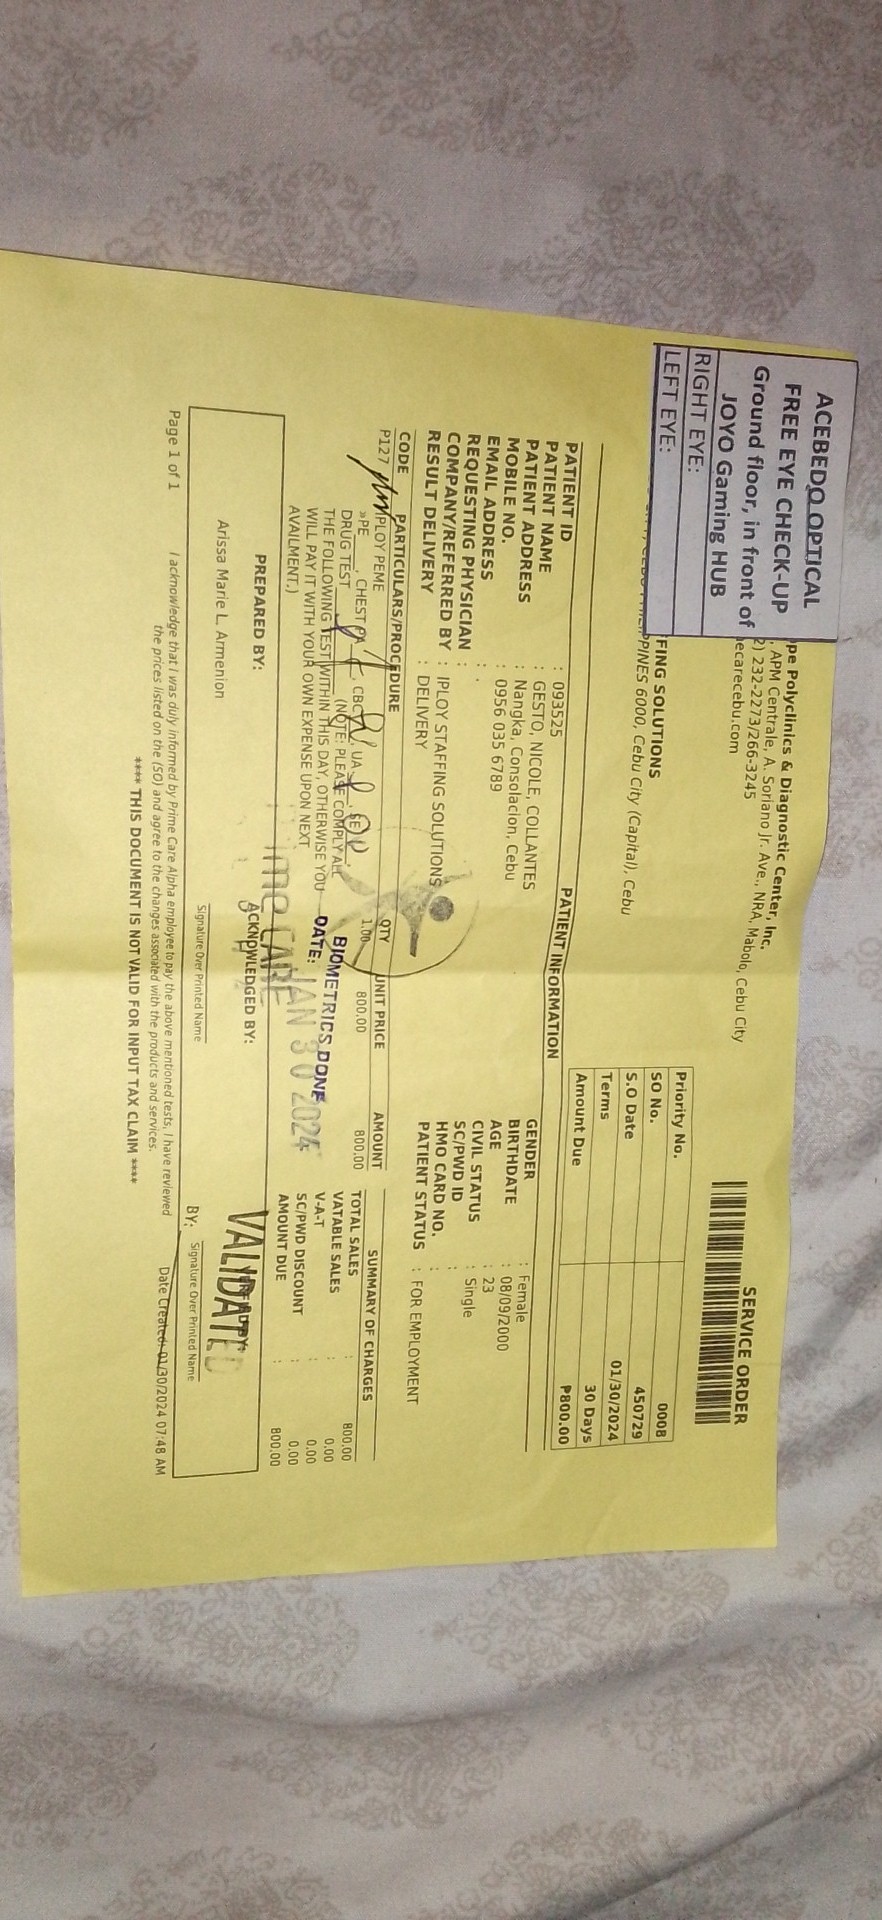 ACEBEDO OPTICAL
FREE EYE CHECK-UP
Ground floor, in front of
JOYO Gaming HUB
RIGHT EYE:
LEFT EYE:
pe Polyclinics & Diagnostic Center, Inc.
APM Centrale, A. Soriano Jr. Ave., NRA, Mabolo, Cebu City
2) 232-2273/266-3245
ecarecebu.com
SERVICE ORDER
FING SOLUTIONS
PINES 6000, Cebu City (Capital), Cebu
Priority No. 0008
SO No. 450729
S.O Date 01/30/2024
Terms 30 Days
Amount Due ₱800.00
PATIENT INFORMATION
PATIENT ID : 093525
PATIENT NAME : GESTO, NICOLE, COLLANTES
PATIENT ADDRESS : Nangka, Consolacion, Cebu
MOBILE NO. : 0956 035 6789
EMAIL ADDRESS : .
REQUESTING PHYSICIAN :
COMPANY/REFERRED BY : IPLOY STAFFING SOLUTIONS
RESULT DELIVERY : DELIVERY
GENDER : Female
BIRTHDATE : 08/09/2000
AGE : 23
CIVIL STATUS : Single
SC/PWD ID :
HMO CARD NO. :
PATIENT STATUS : FOR EMPLOYMENT
CODE PARTICULARS/PROCEDURE QTY UNIT PRICE AMOUNT
P127 PLOY PEME 1.00 800.00 800.00
»PE , CHEST PA , CBC , UA , SE
DRUG TEST (NOTE: PLEASE COMPLY ALL
THE FOLLOWING TEST WITHIN THIS DAY, OTHERWISE YOU
WILL PAY IT WITH YOUR OWN EXPENSE UPON NEXT
AVAILMENT.)
BIOMETRICS DONE
DATE: JAN 30 2024
ime CARE
SUMMARY OF CHARGES
TOTAL SALES : 800.00
VATABLE SALES : 0.00
V-A-T : 0.00
SC/PWD DISCOUNT : 0.00
AMOUNT DUE : 800.00
PREPARED BY:
Arissa Marie L. Armenion
ACKNOWLEDGED BY:
Signature Over Printed Name
VALIDATED
BY:
Signature Over Printed Name
Page 1 of 1
I acknowledge that I was duly informed by Prime Care Alpha employee to pay the above mentioned tests, I have reviewed
the prices listed on the (SO) and agree to the changes associated with the products and services.
Date Created: 01/30/2024 07:48 AM
**** THIS DOCUMENT IS NOT VALID FOR INPUT TAX CLAIM ****